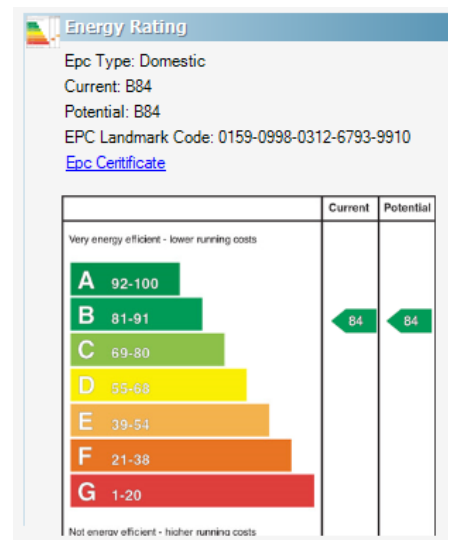 Energy Rating
Epc Type: Domestic
Current: B84
Potential: B84
EPC Landmark Code: 0159-0998-0312-6793-9910
Epc Ceritificate
Current Potential
Very energy efficient - lower running costs
A 92-100
B 81-91 84 84
C 69-80
D 55-68
E 39-54
F 21-38
G 1-20
Not energy efficient - higher running costs